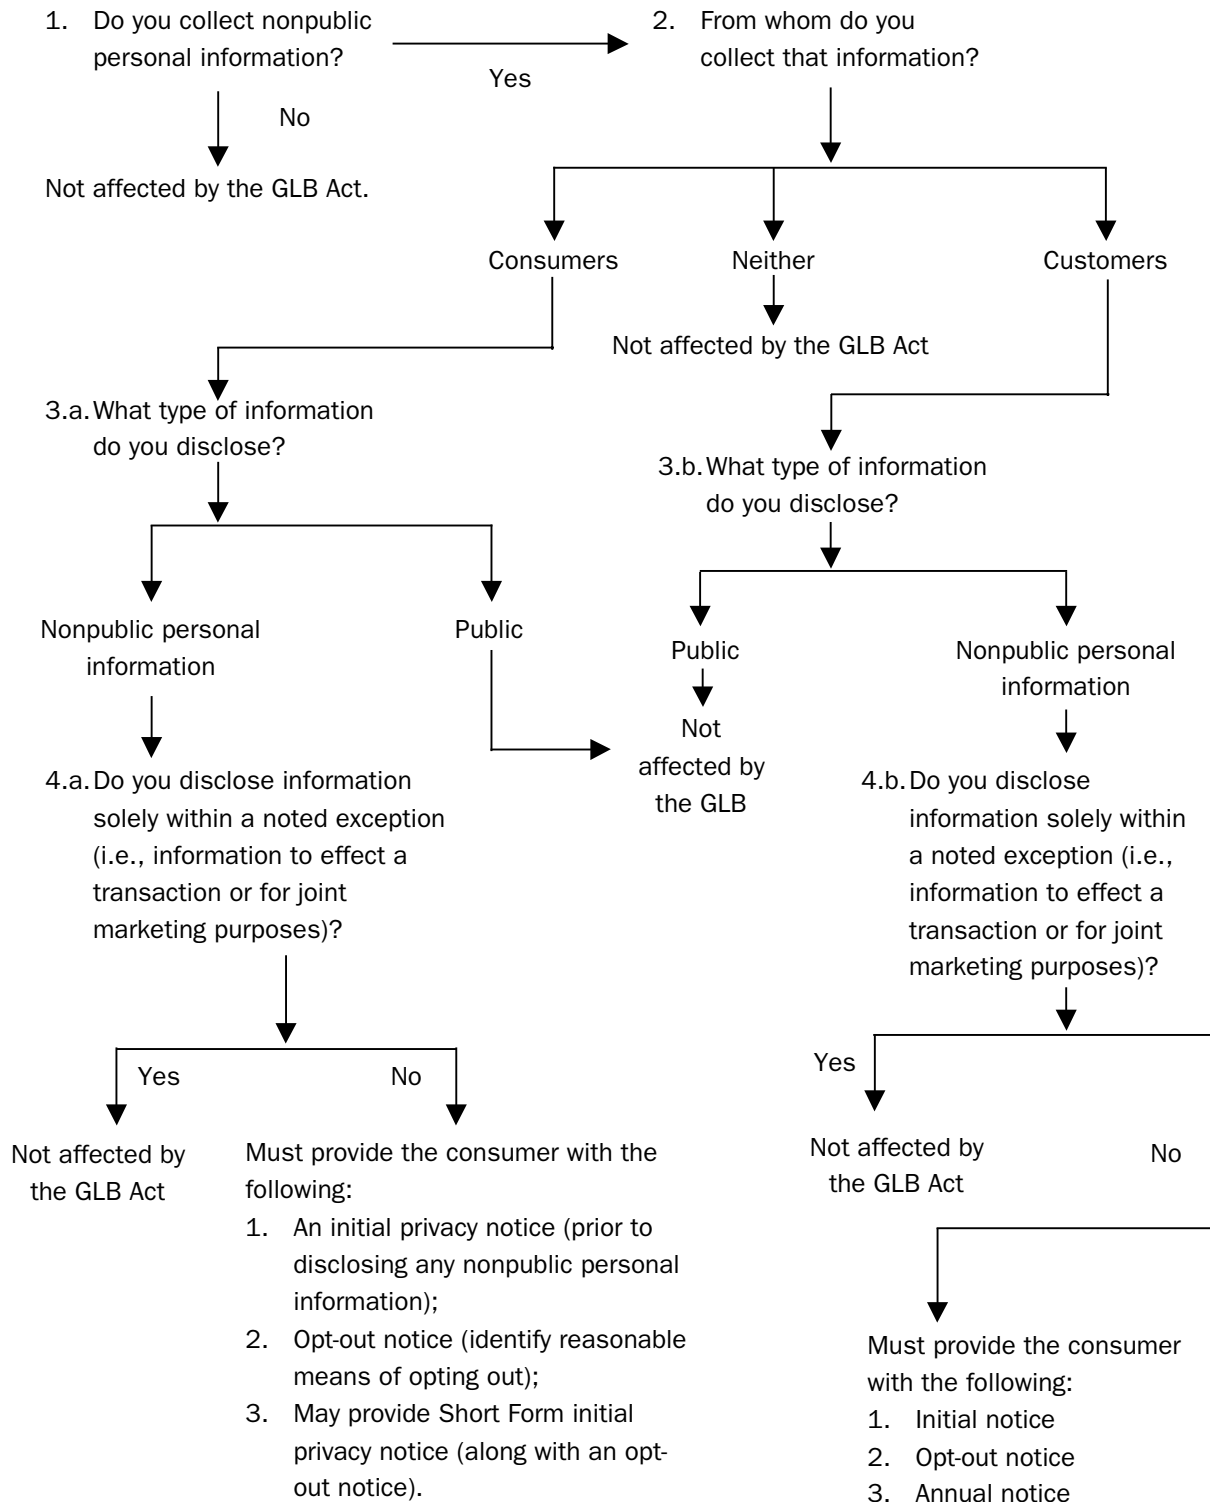 1. Do you collect nonpublic
personal information?
Yes
2. From whom do you
collect that information?
No
Not affected by the GLB Act.
Consumers
Neither
Customers
Not affected by the GLB Act
3.a. What type of information
do you disclose?
3.b. What type of information
do you disclose?
Nonpublic personal
information
Public
Public
Nonpublic personal
information
Not
affected by
the GLB
4.a. Do you disclose information
solely within a noted exception
(i.e., information to effect a
transaction or for joint
marketing purposes)?
4.b. Do you disclose
information solely within
a noted exception (i.e.,
information to effect a
transaction or for joint
marketing purposes)?
Yes
No
Yes
No
Not affected by
the GLB Act
Must provide the consumer with the
following:
1. An initial privacy notice (prior to
disclosing any nonpublic personal
information);
2. Opt-out notice (identify reasonable
means of opting out);
3. May provide Short Form initial
privacy notice (along with an opt-
out notice).
Not affected by
the GLB Act
Must provide the consumer
with the following:
1. Initial notice
2. Opt-out notice
3. Annual notice